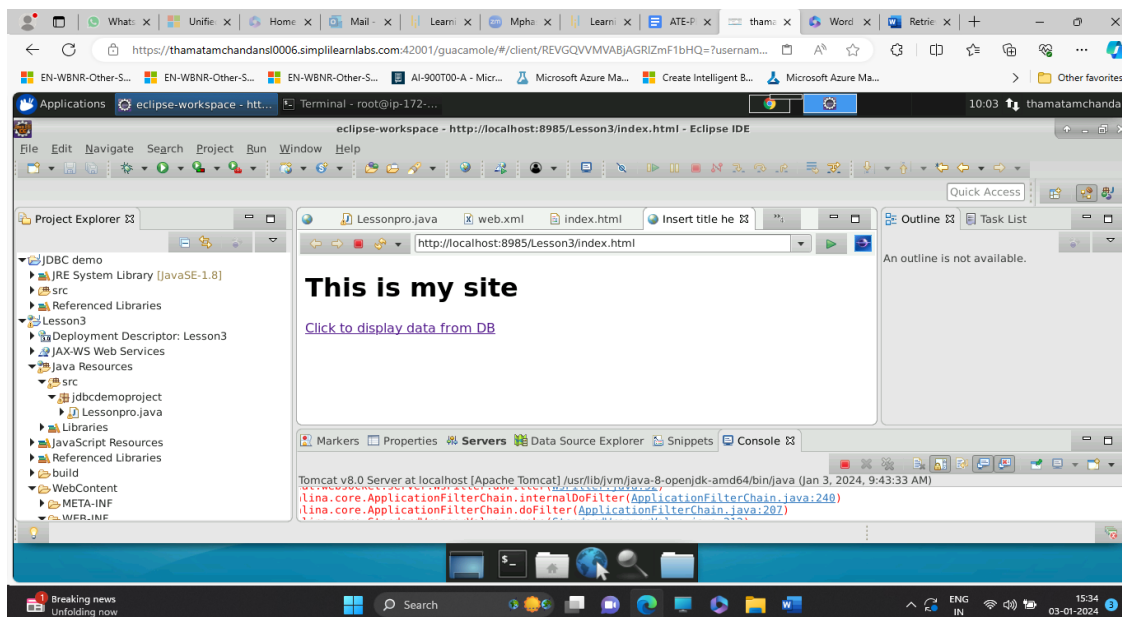 Whats
Unifie
Home
Mail -
Learni
Mpha
Learni
ATE-P
thama
Word
Retrie
https://thamatamchandansl0006.simplilearnlabs.com:42001/guacamole/#/client/REVGQVVMVABjAGRIZmF1bHQ=?usernam...
EN-WBNR-Other-S... EN-WBNR-Other-S... EN-WBNR-Other-S... AI-900T00-A - Micr... Microsoft Azure Ma... Create Intelligent B... Microsoft Azure Ma... Other favorites
Applications eclipse-workspace - htt... Terminal - root@ip-172-... 10:03 thamatamchanda
eclipse-workspace - http://localhost:8985/Lesson3/index.html - Eclipse IDE
File Edit Navigate Search Project Run Window Help
Quick Access
Project Explorer
JDBC demo
JRE System Library [JavaSE-1.8]
src
Referenced Libraries
Lesson3
Deployment Descriptor: Lesson3
JAX-WS Web Services
Java Resources
src
jdbcdemoproject
Lessonpro.java
Libraries
JavaScript Resources
Referenced Libraries
build
WebContent
META-INF
WEB-INF
Lessonpro.java web.xml index.html Insert title he
http://localhost:8985/Lesson3/index.html
This is my site
Click to display data from DB
Outline Task List
An outline is not available.
Markers Properties Servers Data Source Explorer Snippets Console
Tomcat v8.0 Server at localhost [Apache Tomcat] /usr/lib/jvm/java-8-openjdk-amd64/bin/java (Jan 3, 2024, 9:43:33 AM)
lina.core.ApplicationFilterChain.internalDoFilter(ApplicationFilterChain.java:240)
lina.core.ApplicationFilterChain.doFilter(ApplicationFilterChain.java:207)
Breaking news
Unfolding now
Search
ENG
IN
15:34
03-01-2024